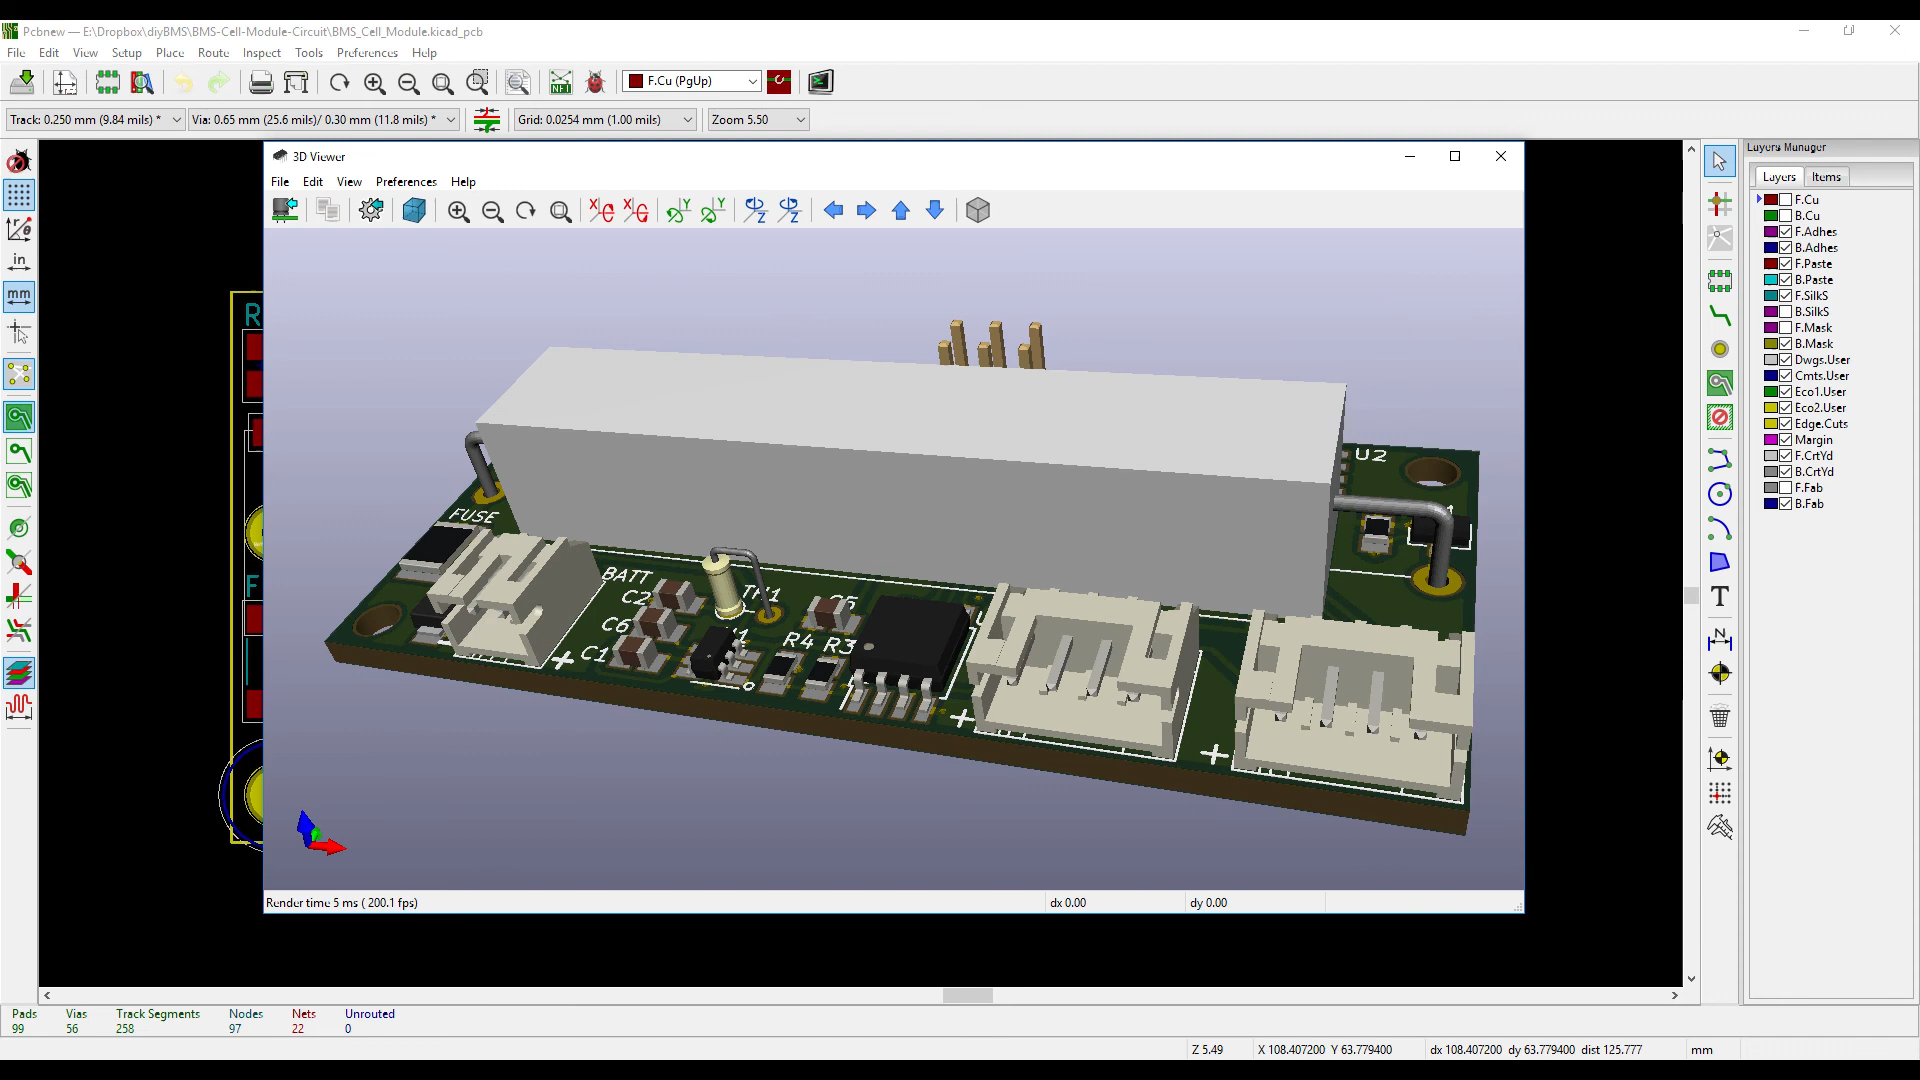 Pcbnew — E:\Dropbox\diyBMS\BMS-Cell-Module-Circuit\BMS_Cell_Module.kicad_pcb
File Edit View Setup Place Route Inspect Tools Preferences Help
NET F.Cu (PgUp)
Track: 0.250 mm (9.84 mils) * Via: 0.65 mm (25.6 mils)/ 0.30 mm (11.8 mils) * Grid: 0.0254 mm (1.00 mils) Zoom 5.50
3D Viewer
File Edit View Preferences Help
X X Y Y Z Z
in
mm
R
F
U2
FUSE
BATT
TH1
C2
C6
C1
R4 R3
+
+
+
Render time 5 ms ( 200.1 fps) dx 0.00 dy 0.00
T
N
Layers Manager
Layers Items
F.Cu
B.Cu
F.Adhes
B.Adhes
F.Paste
B.Paste
F.SilkS
B.SilkS
F.Mask
B.Mask
Dwgs.User
Cmts.User
Eco1.User
Eco2.User
Edge.Cuts
Margin
F.CrtYd
B.CrtYd
F.Fab
B.Fab
Pads Vias Track Segments Nodes Nets Unrouted
99 56 258 97 22 0
Z 5.49 X 108.407200 Y 63.779400 dx 108.407200 dy 63.779400 dist 125.777 mm